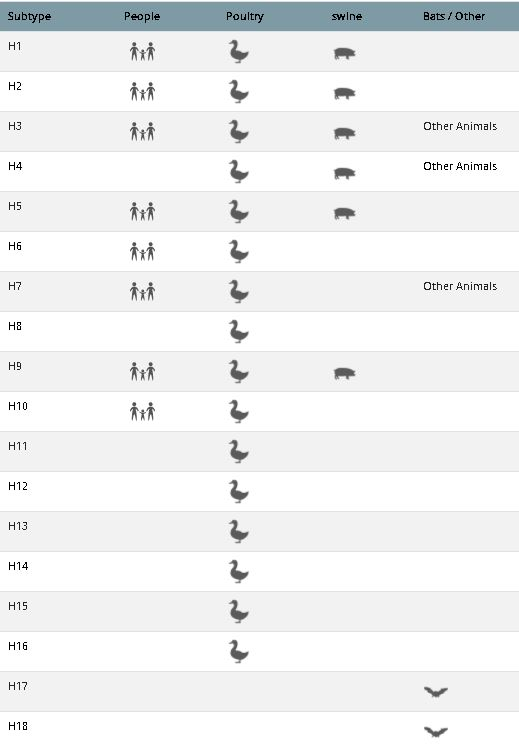 Subtype People Poultry swine Bats / Other
H1
H2
H3 Other Animals
H4 Other Animals
H5
H6
H7 Other Animals
H8
H9
H10
H11
H12
H13
H14
H15
H16
H17
H18